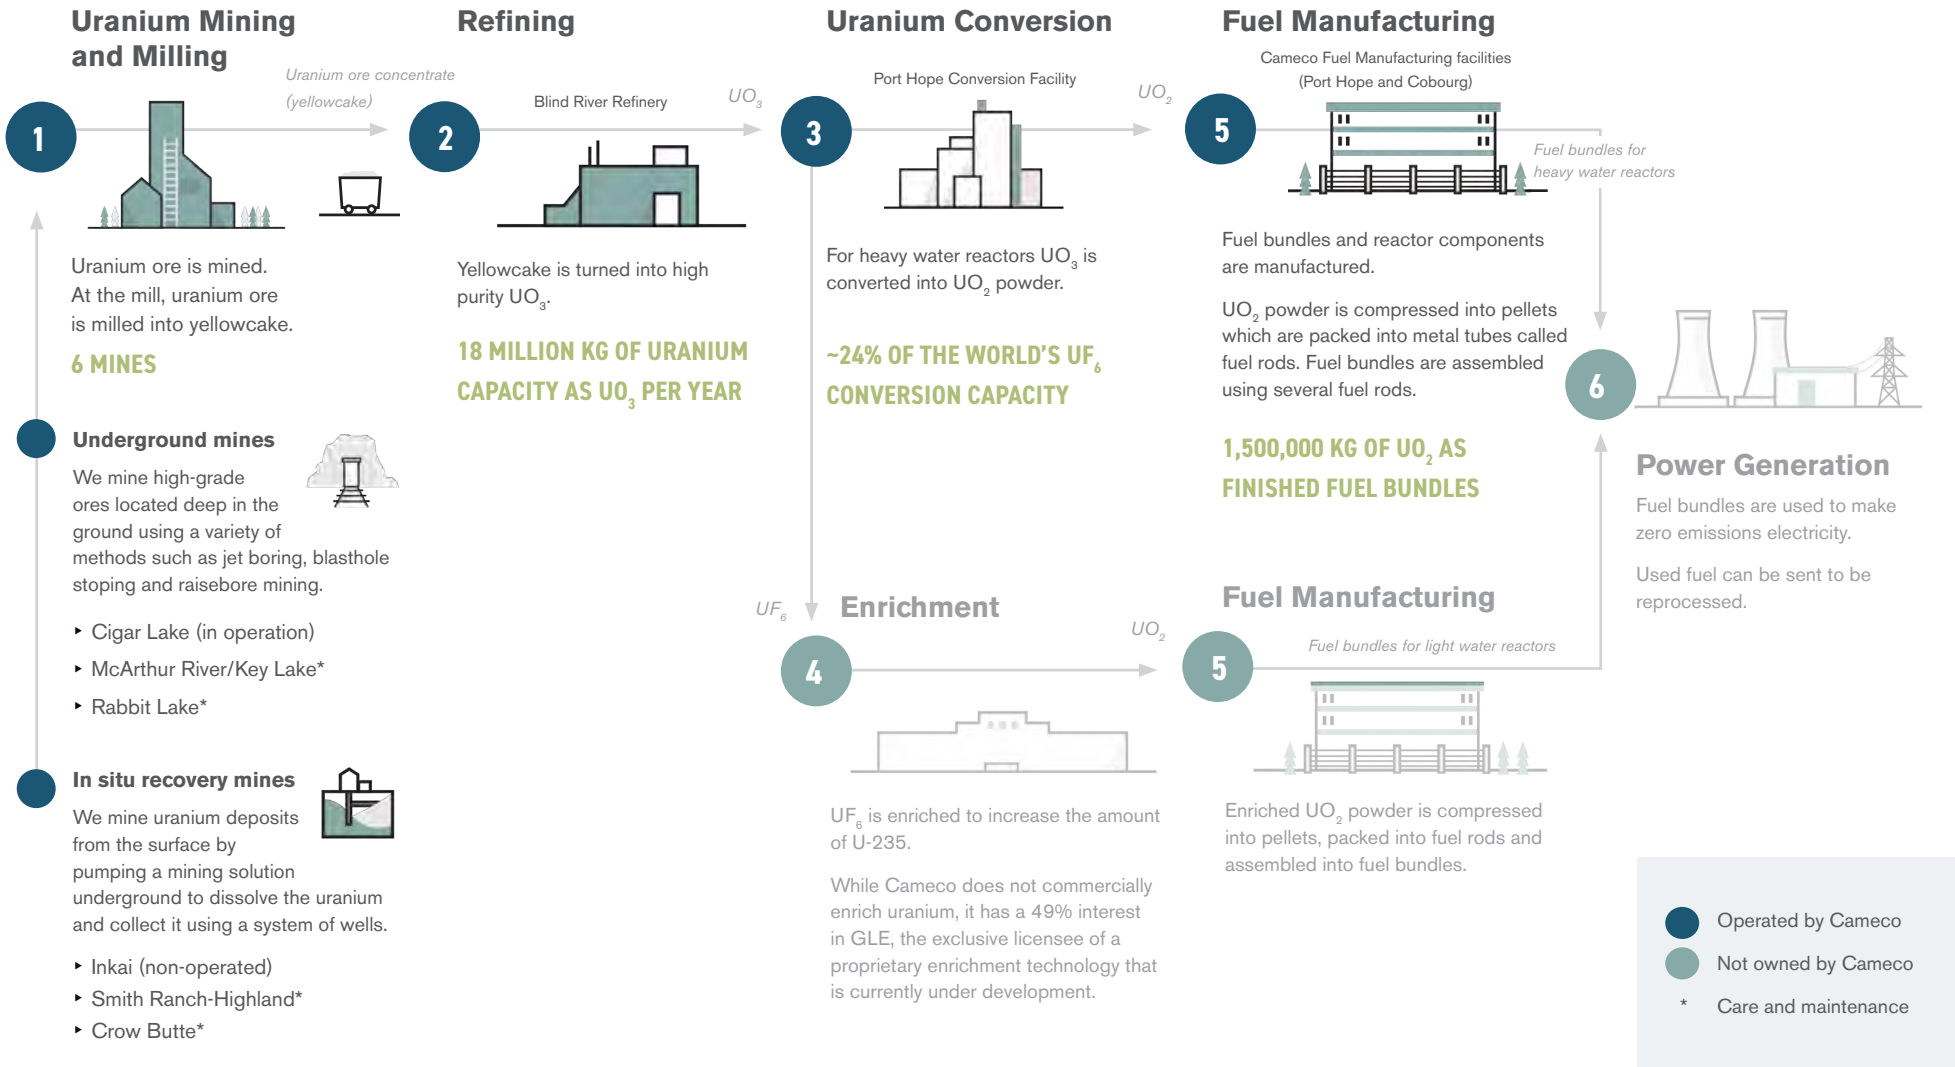 Uranium Mining
and Milling
Uranium ore concentrate
(yellowcake)
1
Uranium ore is mined.
At the mill, uranium ore
is milled into yellowcake.
6 MINES
Underground mines
We mine high-grade
ores located deep in the
ground using a variety of
methods such as jet boring, blasthole
stoping and raisebore mining.
‣ Cigar Lake (in operation)
‣ McArthur River/Key Lake*
‣ Rabbit Lake*
In situ recovery mines
We mine uranium deposits
from the surface by
pumping a mining solution
underground to dissolve the uranium
and collect it using a system of wells.
‣ Inkai (non-operated)
‣ Smith Ranch-Highland*
‣ Crow Butte*
Refining
Blind River Refinery
UO₃
2
Yellowcake is turned into high
purity UO₃.
18 MILLION KG OF URANIUM
CAPACITY AS UO₃ PER YEAR
Uranium Conversion
Port Hope Conversion Facility
UO₂
3
For heavy water reactors UO₃ is
converted into UO₂ powder.
~24% OF THE WORLD'S UF₆
CONVERSION CAPACITY
UF₆
Enrichment
UO₂
4
UF₆ is enriched to increase the amount
of U-235.
While Cameco does not commercially
enrich uranium, it has a 49% interest
in GLE, the exclusive licensee of a
proprietary enrichment technology that
is currently under development.
Fuel Manufacturing
Cameco Fuel Manufacturing facilities
(Port Hope and Cobourg)
5
Fuel bundles for
heavy water reactors
Fuel bundles and reactor components
are manufactured.
UO₂ powder is compressed into pellets
which are packed into metal tubes called
fuel rods. Fuel bundles are assembled
using several fuel rods.
1,500,000 KG OF UO₂ AS
FINISHED FUEL BUNDLES
Fuel Manufacturing
Fuel bundles for light water reactors
5
Enriched UO₂ powder is compressed
into pellets, packed into fuel rods and
assembled into fuel bundles.
6
Power Generation
Fuel bundles are used to make
zero emissions electricity.
Used fuel can be sent to be
reprocessed.
Operated by Cameco
Not owned by Cameco
* Care and maintenance